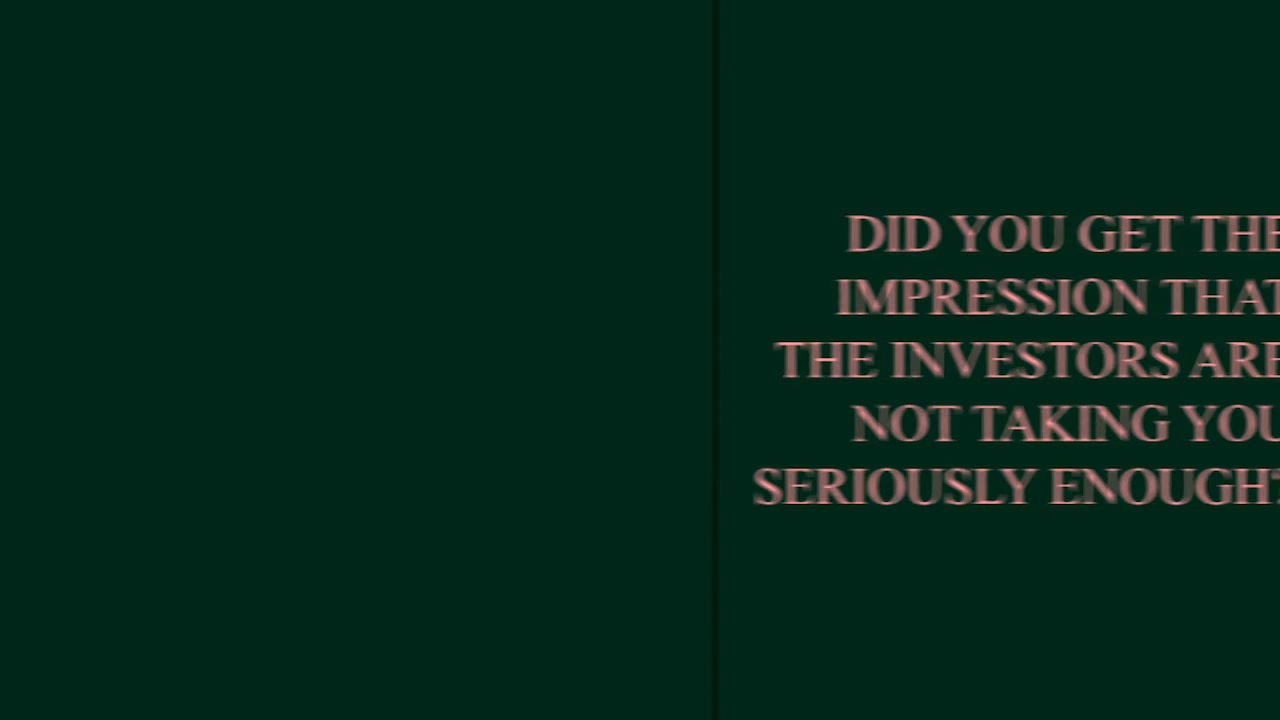 DID YOU GET THE
IMPRESSION THAT
THE INVESTORS ARE
NOT TAKING YOU
SERIOUSLY ENOUGH?